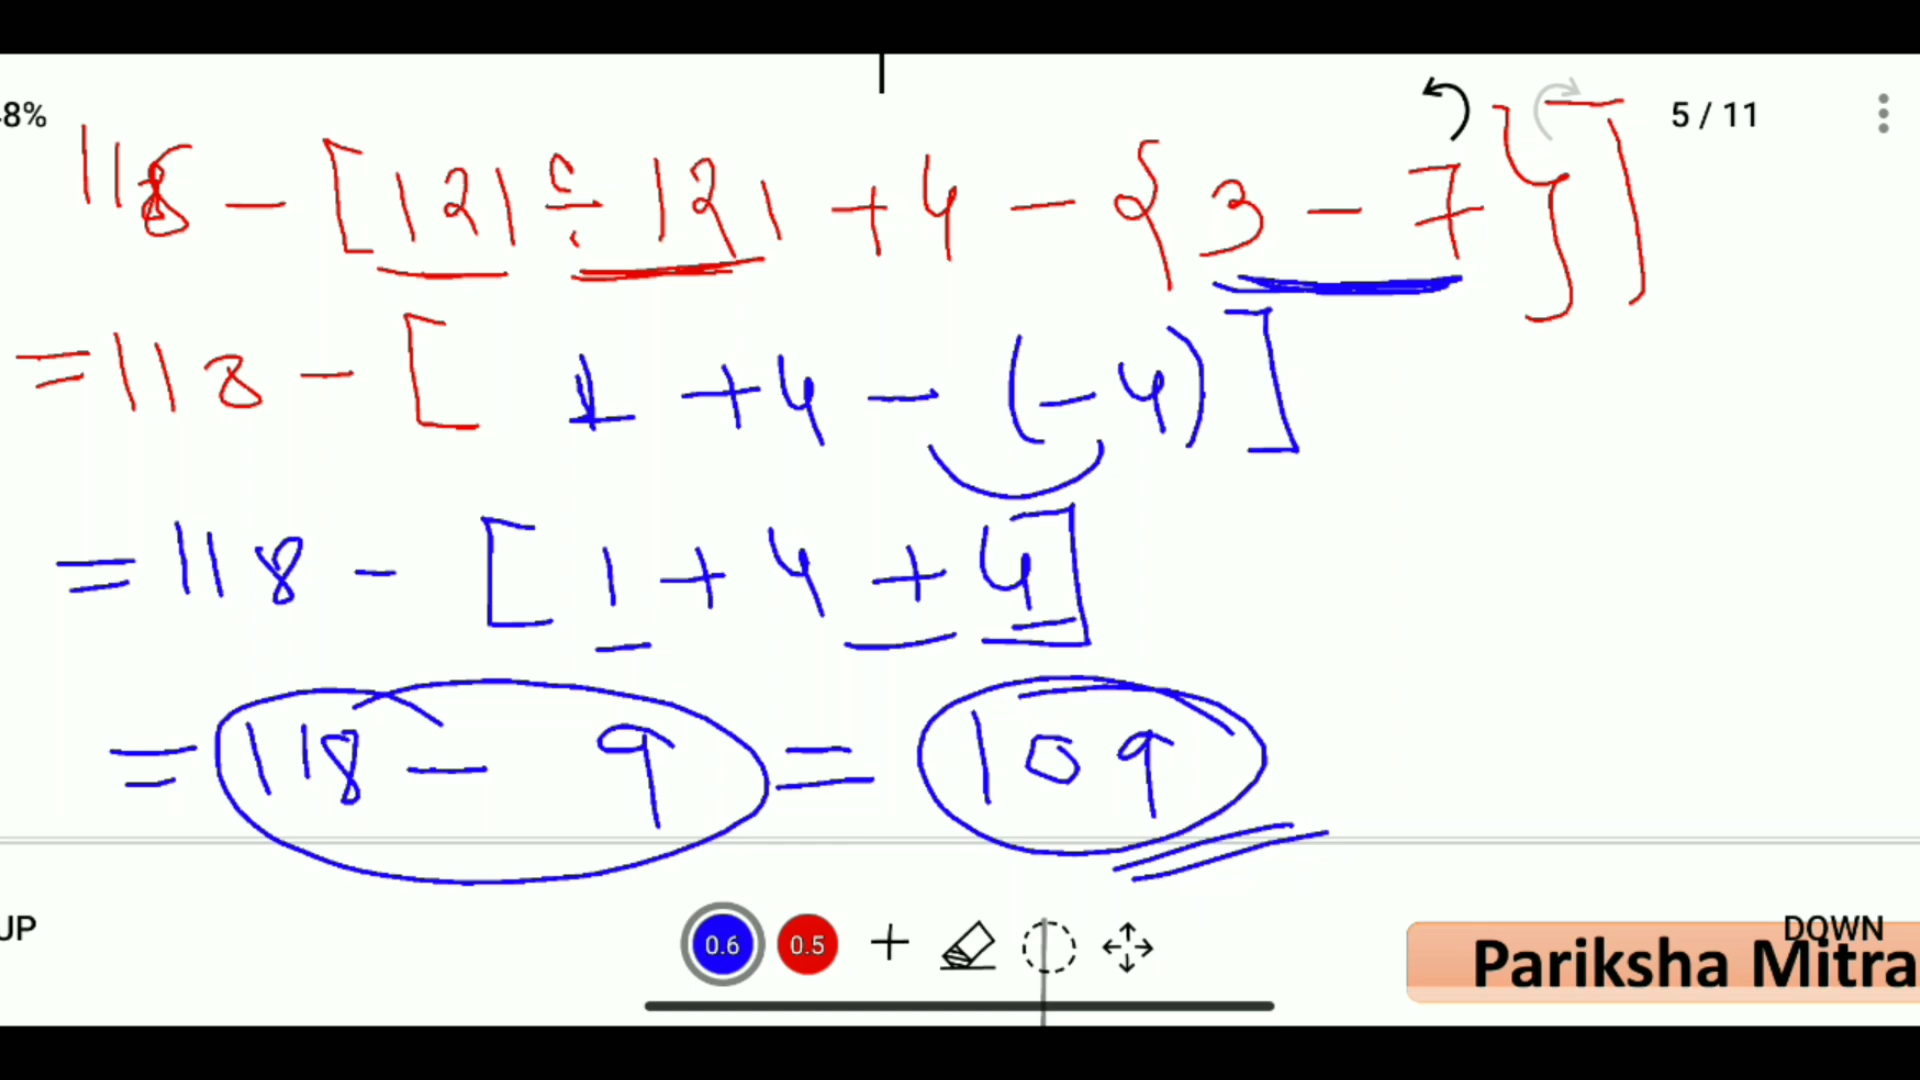 8%
5 / 11
118 - [121 ÷ 121 + 4 - {3 - 7}]
= 118 - [1 + 4 - (-4)]
= 118 - [1 + 4 + 4]
= 118 - 9 = 109
UP
DOWN
0.6 0.5
Pariksha Mitra